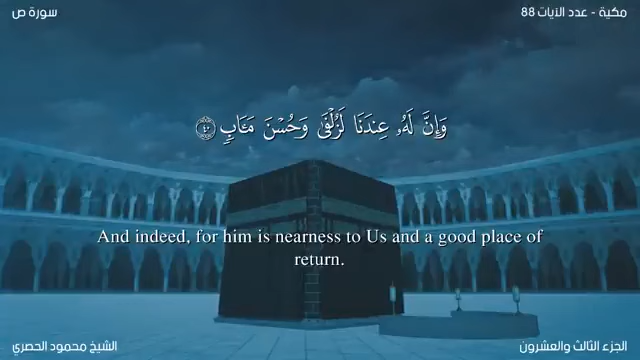 سورة ص
مكية - عدد الآيات 88
وَإِنَّ لَهُۥ عِندَنَا لَزُلْفَىٰ وَحُسْنَ مَـَٔابٍ ٤٠
And indeed, for him is nearness to Us and a good place of
return.
الشيخ محمود الحصري
الجزء الثالث والعشرون